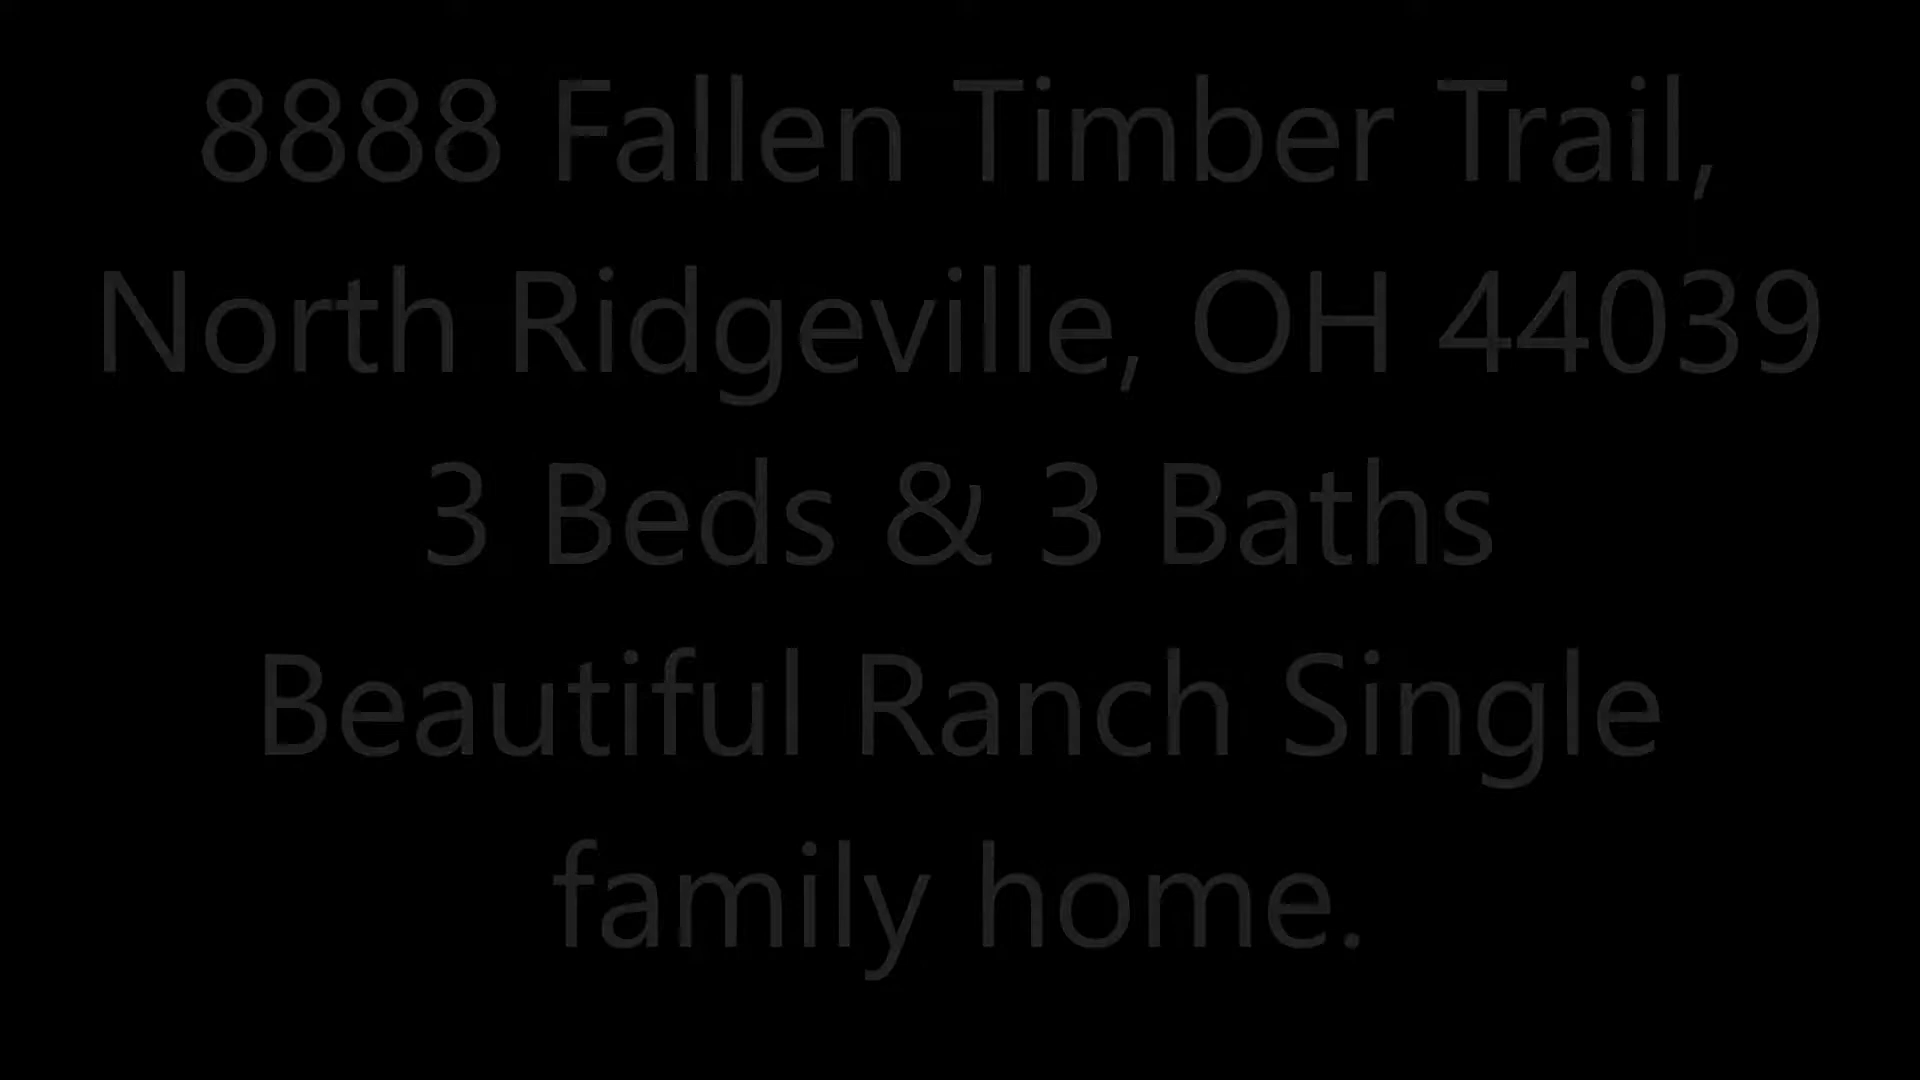 8888 Fallen Timber Trail,
North Ridgeville, OH 44039
3 Beds & 3 Baths
Beautiful Ranch Single
family home.